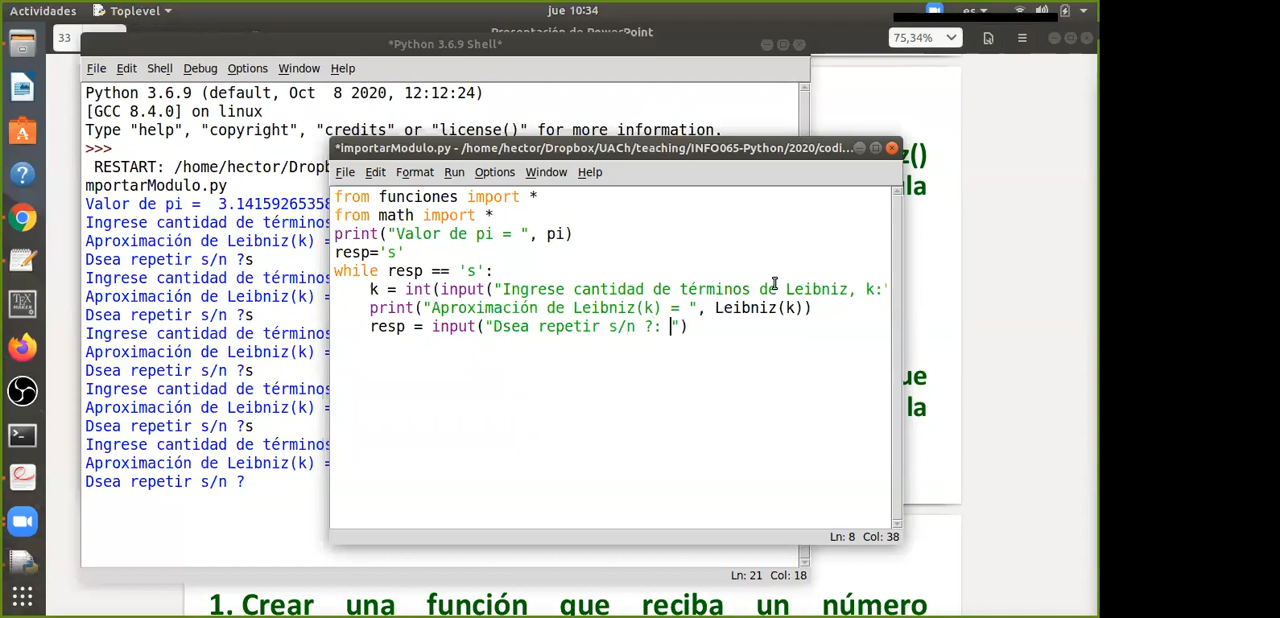 Actividades
Toplevel
jue 10:34
es
33
Presentación de PowerPoint
75,34%
*Python 3.6.9 Shell*
File Edit Shell Debug Options Window Help
Python 3.6.9 (default, Oct  8 2020, 12:12:24)
[GCC 8.4.0] on linux
Type "help", "copyright", "credits" or "license()" for more information.
>>>
 RESTART: /home/hector/Dropb
mportarModulo.py
Valor de pi =  3.14159265358
Ingrese cantidad de términos
Aproximación de Leibniz(k) =
Dsea repetir s/n ?s
Ingrese cantidad de términos
Aproximación de Leibniz(k) =
Dsea repetir s/n ?s
Ingrese cantidad de términos
Aproximación de Leibniz(k) =
Dsea repetir s/n ?s
Ingrese cantidad de términos
Aproximación de Leibniz(k) =
Dsea repetir s/n ?s
Ingrese cantidad de términos
Aproximación de Leibniz(k) =
Dsea repetir s/n ?
Ln: 21 Col: 18
*importarModulo.py - /home/hector/Dropbox/UACh/teaching/INFO065-Python/2020/codi...
File Edit Format Run Options Window Help
from funciones import *
from math import *
print("Valor de pi = ", pi)
resp='s'
while resp == 's':
    k = int(input("Ingrese cantidad de términos de Leibniz, k:"
    print("Aproximación de Leibniz(k) = ", Leibniz(k))
    resp = input("Dsea repetir s/n ?: ")
Ln: 8 Col: 38
z()
la
ue
la
1. Crear una función que reciba un número